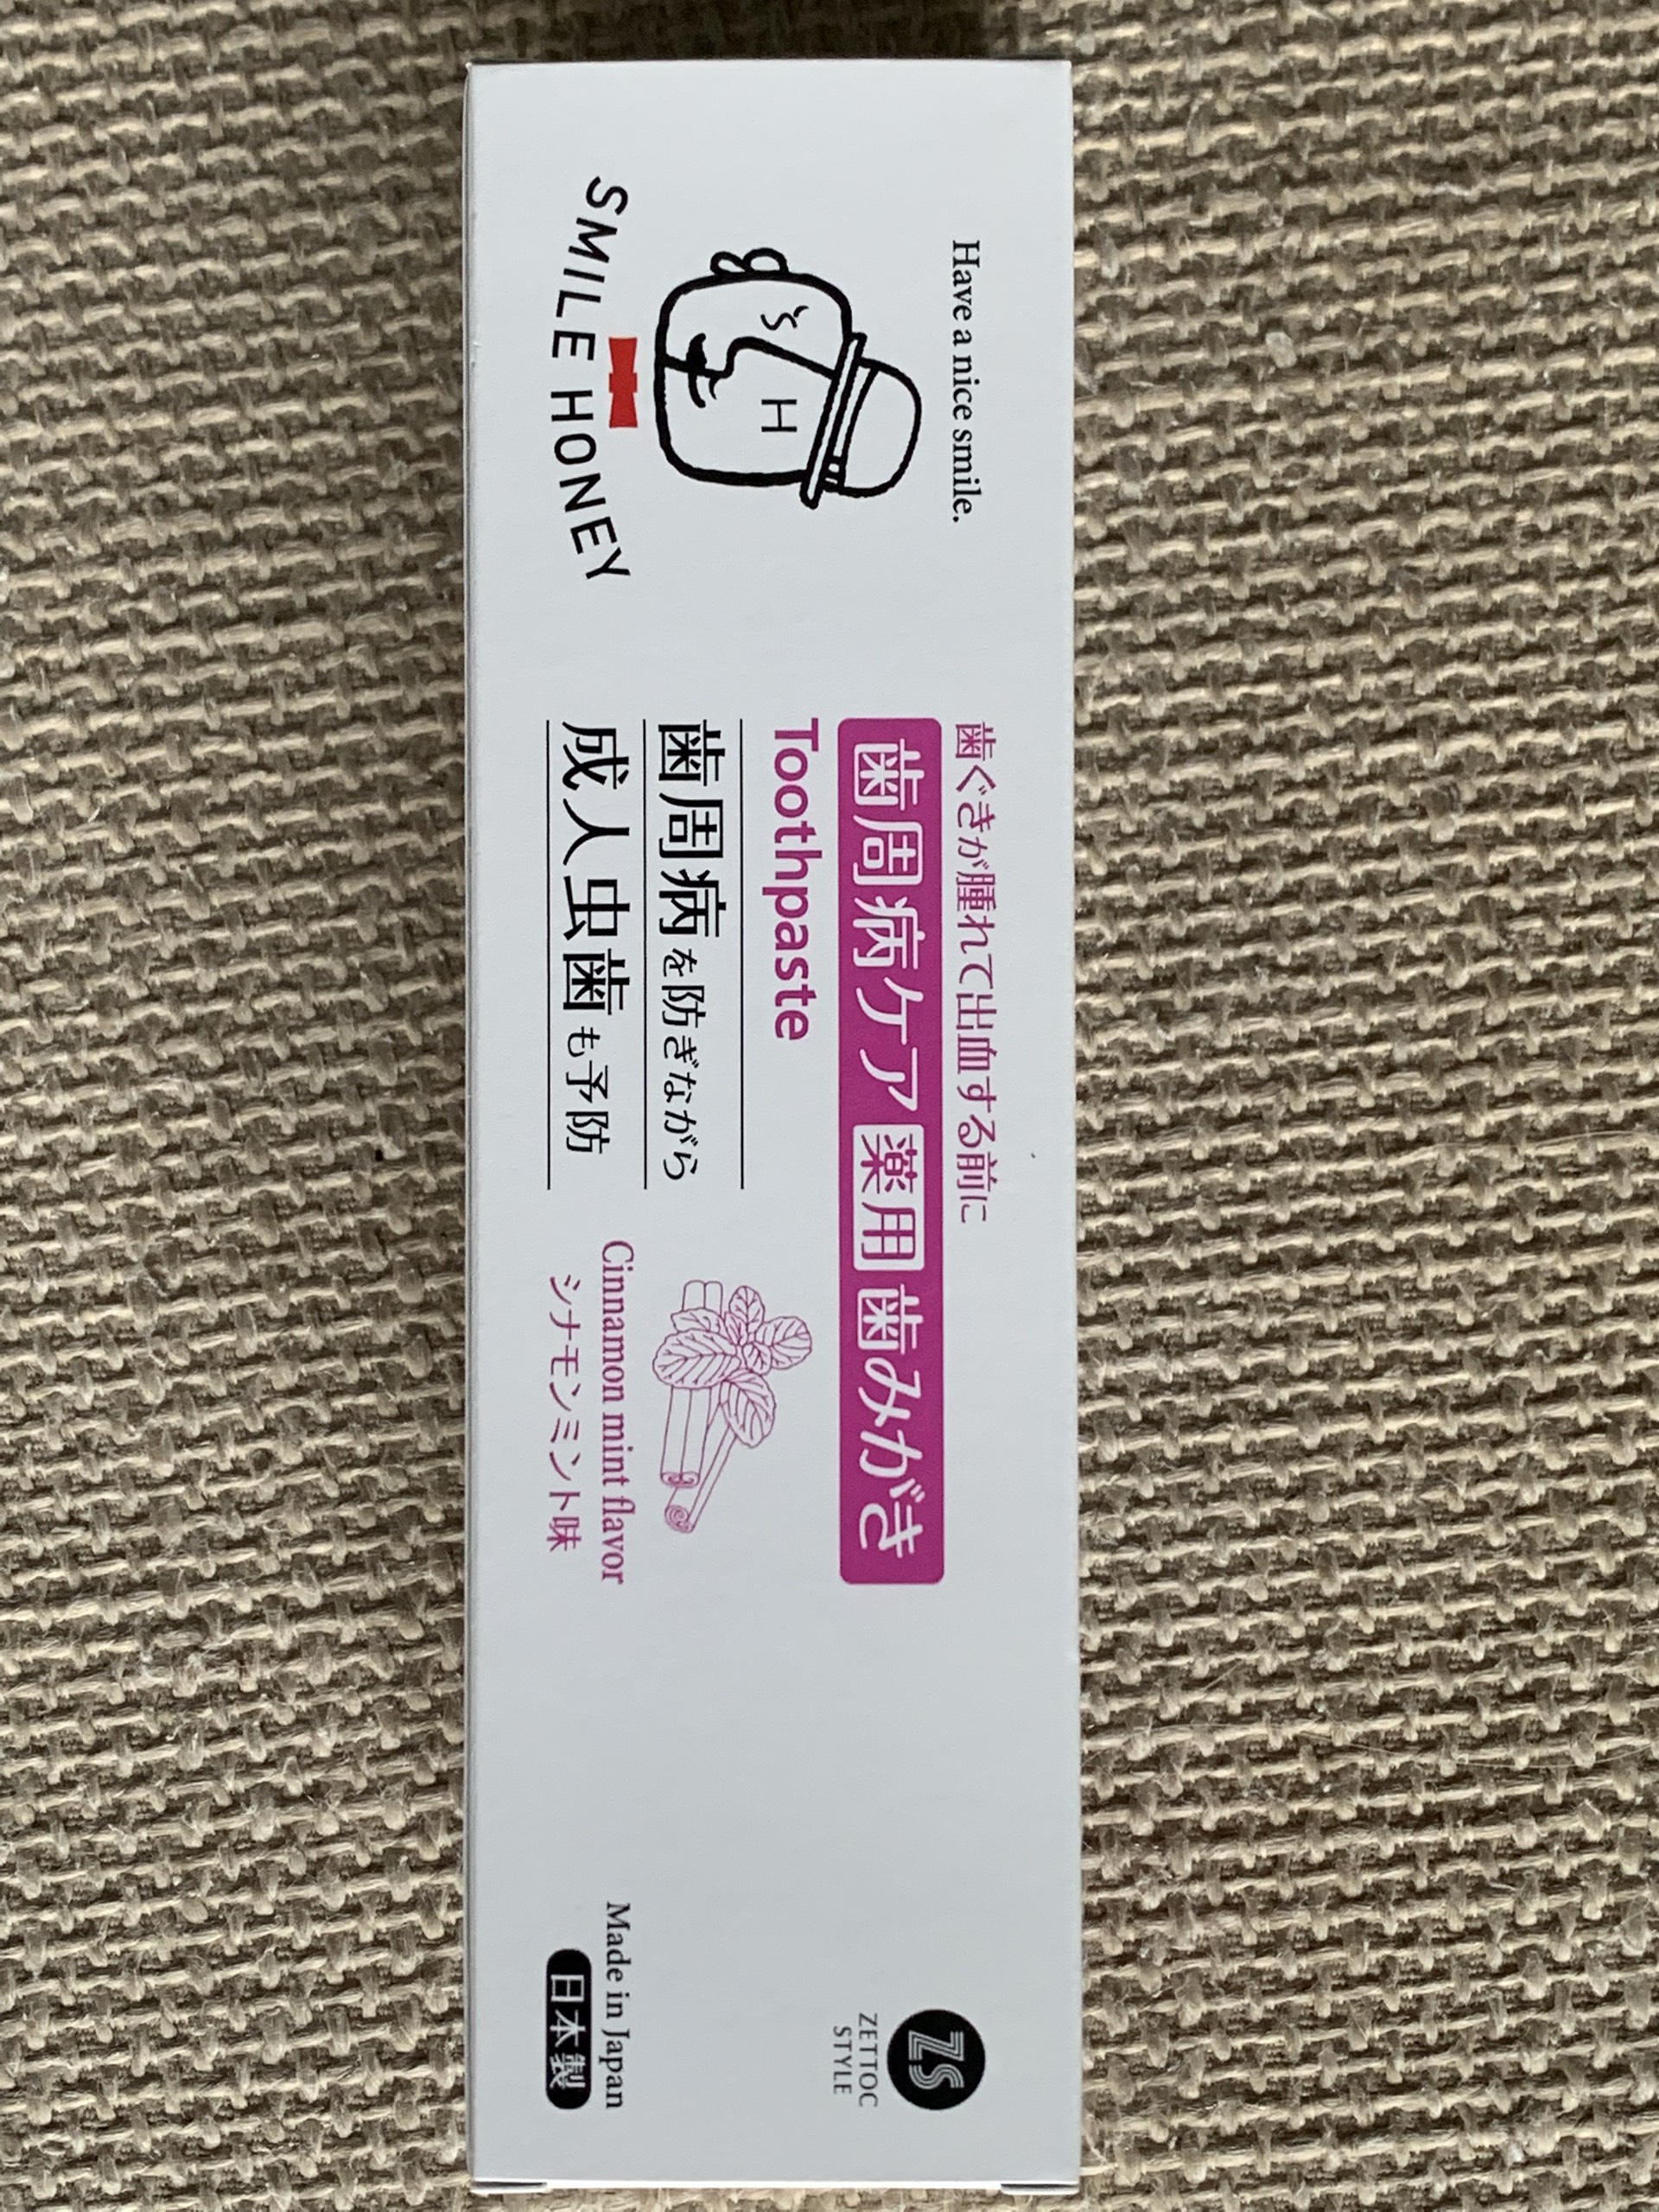 Have a nice smile.
H
SMILE HONEY
歯ぐきが腫れて出血する前に
歯周病ケア薬用歯みがき
Toothpaste
歯周病を防ぎながら
成人虫歯も予防
Cinnamon mint flavor
シナモンミント味
ZS
ZETTOC
STYLE
Made in Japan
日本製